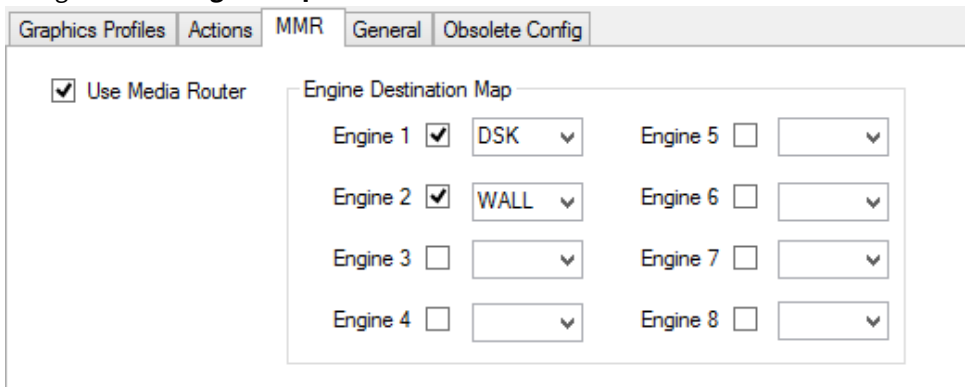 Graphics Profiles Actions MMR General Obsolete Config
Use Media Router Engine Destination Map
Engine 1 DSK Engine 5
Engine 2 WALL Engine 6
Engine 3 Engine 7
Engine 4 Engine 8